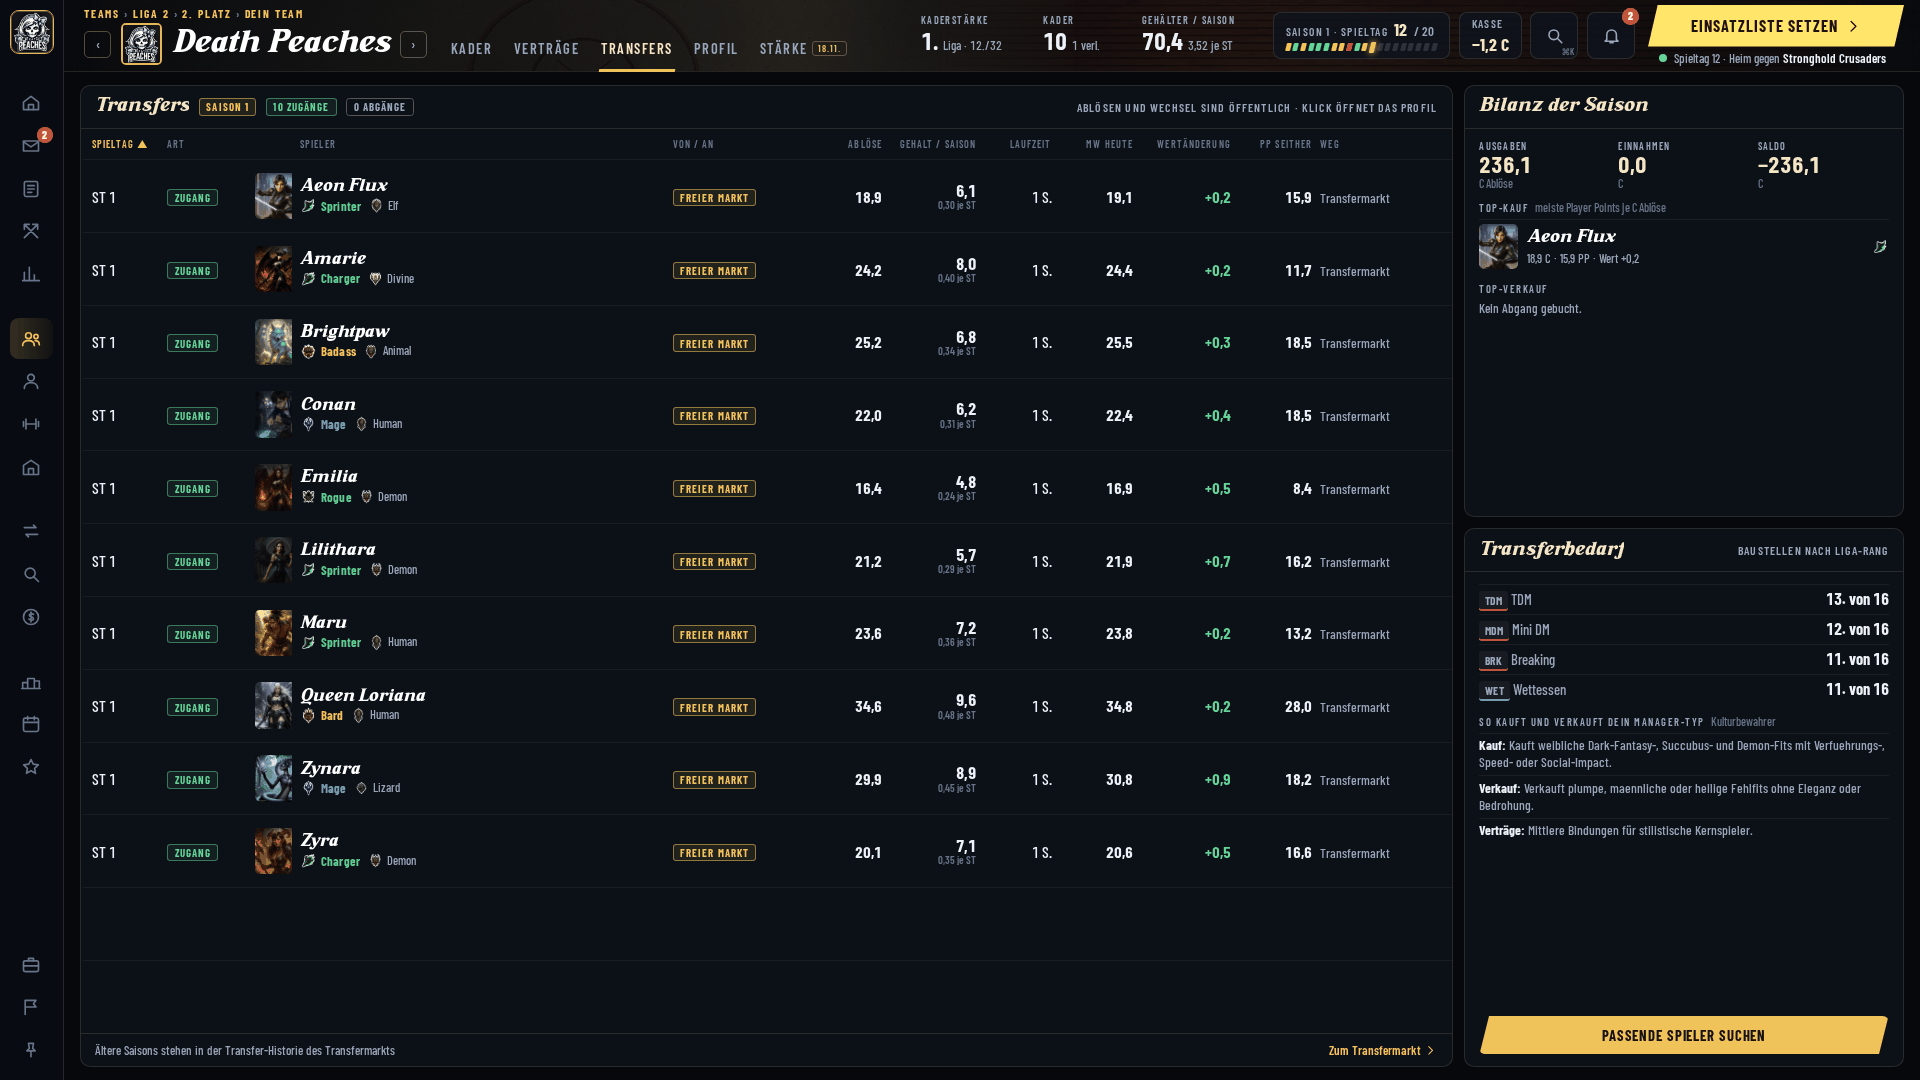 TEAMS › LIGA 2 › 2. PLATZ › DEIN TEAM
Death Peaches
KADER
VERTRÄGE
TRANSFERS
PROFIL
STÄRKE 18.11.
KADERSTÄRKE
1. Liga · 12./32
KADER
10 1 verl.
GEHÄLTER / SAISON
70,4 3,52 je ST
SAISON 1 · SPIELTAG 12 / 20
KASSE
−1,2 C
⌘K
2
EINSATZLISTE SETZEN
Spieltag 12 · Heim gegen Stronghold Crusaders
2
Transfers SAISON 1 10 ZUGÄNGE 0 ABGÄNGE
ABLÖSEN UND WECHSEL SIND ÖFFENTLICH · KLICK ÖFFNET DAS PROFIL
SPIELTAG ▲ ART SPIELER VON / AN ABLÖSE GEHALT / SAISON LAUFZEIT MW HEUTE WERTÄNDERUNG PP SEITHER WEG
ST 1 ZUGANG Aeon Flux FREIER MARKT 18,9 6,1 1 S. 19,1 +0,2 15,9 Transfermarkt
Sprinter Elf 0,30 je ST
ST 1 ZUGANG Amarie FREIER MARKT 24,2 8,0 1 S. 24,4 +0,2 11,7 Transfermarkt
Charger Divine 0,40 je ST
ST 1 ZUGANG Brightpaw FREIER MARKT 25,2 6,8 1 S. 25,5 +0,3 18,5 Transfermarkt
Badass Animal 0,34 je ST
ST 1 ZUGANG Conan FREIER MARKT 22,0 6,2 1 S. 22,4 +0,4 18,5 Transfermarkt
Mage Human 0,31 je ST
ST 1 ZUGANG Emilia FREIER MARKT 16,4 4,8 1 S. 16,9 +0,5 8,4 Transfermarkt
Rogue Demon 0,24 je ST
ST 1 ZUGANG Lilithara FREIER MARKT 21,2 5,7 1 S. 21,9 +0,7 16,2 Transfermarkt
Sprinter Demon 0,29 je ST
ST 1 ZUGANG Maru FREIER MARKT 23,6 7,2 1 S. 23,8 +0,2 13,2 Transfermarkt
Sprinter Human 0,36 je ST
ST 1 ZUGANG Queen Loriana FREIER MARKT 34,6 9,6 1 S. 34,8 +0,2 28,0 Transfermarkt
Bard Human 0,48 je ST
ST 1 ZUGANG Zynara FREIER MARKT 29,9 8,9 1 S. 30,8 +0,9 18,2 Transfermarkt
Mage Lizard 0,45 je ST
ST 1 ZUGANG Zyra FREIER MARKT 20,1 7,1 1 S. 20,6 +0,5 16,6 Transfermarkt
Charger Demon 0,35 je ST
Ältere Saisons stehen in der Transfer-Historie des Transfermarkts
Zum Transfermarkt
Bilanz der Saison
AUSGABEN EINNAHMEN SALDO
236,1 0,0 −236,1
C Ablöse C C
TOP-KAUF meiste Player Points je C Ablöse
Aeon Flux
18,9 C · 15,9 PP · Wert +0,2
TOP-VERKAUF
Kein Abgang gebucht.
Transferbedarf BAUSTELLEN NACH LIGA-RANG
TDM TDM 13. von 16
MDM Mini DM 12. von 16
BRK Breaking 11. von 16
WET Wettessen 11. von 16
SO KAUFT UND VERKAUFT DEIN MANAGER-TYP Kulturbewahrer
Kauf: Kauft weibliche Dark-Fantasy-, Succubus- und Demon-Fits mit Verfuehrungs-,
Speed- oder Social-Impact.
Verkauf: Verkauft plumpe, maennliche oder heilige Fehlfits ohne Eleganz oder
Bedrohung.
Verträge: Mittlere Bindungen für stilistische Kernspieler.
PASSENDE SPIELER SUCHEN